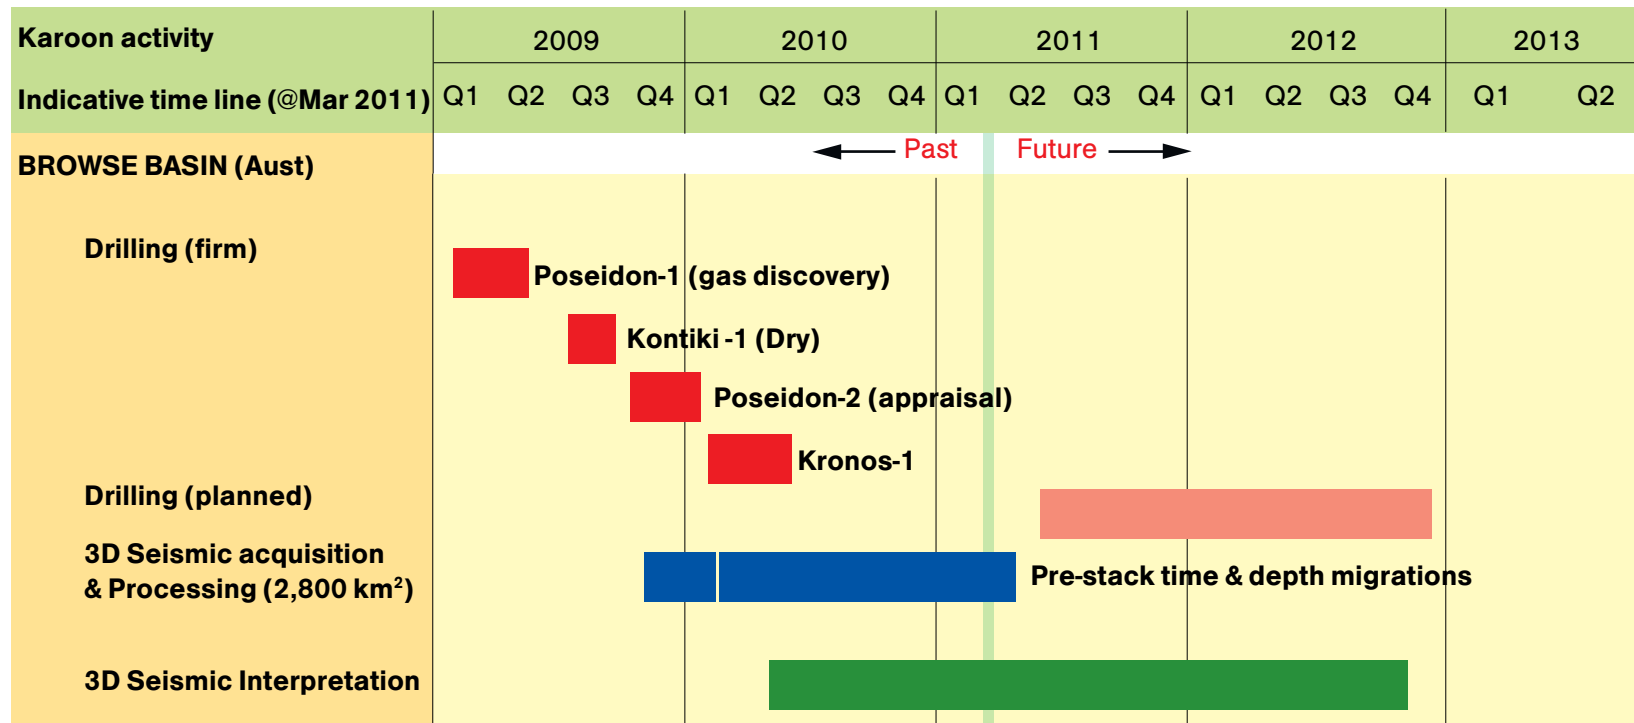 Karoon activity 2009 2010 2011 2012 2013
Indicative time line (@Mar 2011) Q1 Q2 Q3 Q4 Q1 Q2 Q3 Q4 Q1 Q2 Q3 Q4 Q1 Q2 Q3 Q4 Q1 Q2
Past Future
BROWSE BASIN (Aust)
Drilling (firm)
Poseidon-1 (gas discovery)
Kontiki -1 (Dry)
Poseidon-2 (appraisal)
Kronos-1
Drilling (planned)
3D Seismic acquisition
& Processing (2,800 km²)
Pre-stack time & depth migrations
3D Seismic Interpretation